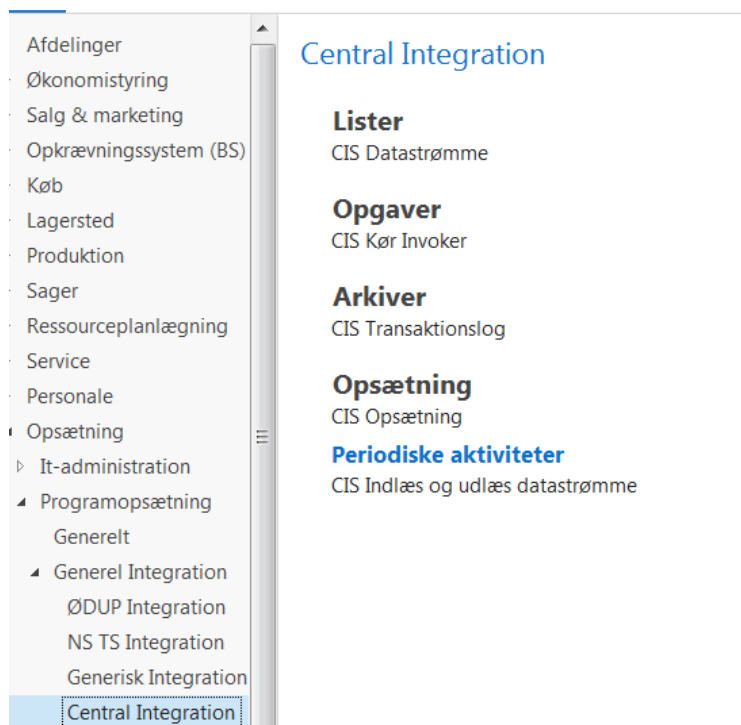 Afdelinger
Økonomistyring
Salg & marketing
Opkrævningssystem (BS)
Køb
Lagersted
Produktion
Sager
Ressourceplanlægning
Service
Personale
Opsætning
It-administration
Programopsætning
Generelt
Generel Integration
ØDUP Integration
NS TS Integration
Generisk Integration
Central Integration
Central Integration
Lister
CIS Datastrømme
Opgaver
CIS Kør Invoker
Arkiver
CIS Transaktionslog
Opsætning
CIS Opsætning
Periodiske aktiviteter
CIS Indlæs og udlæs datastrømme